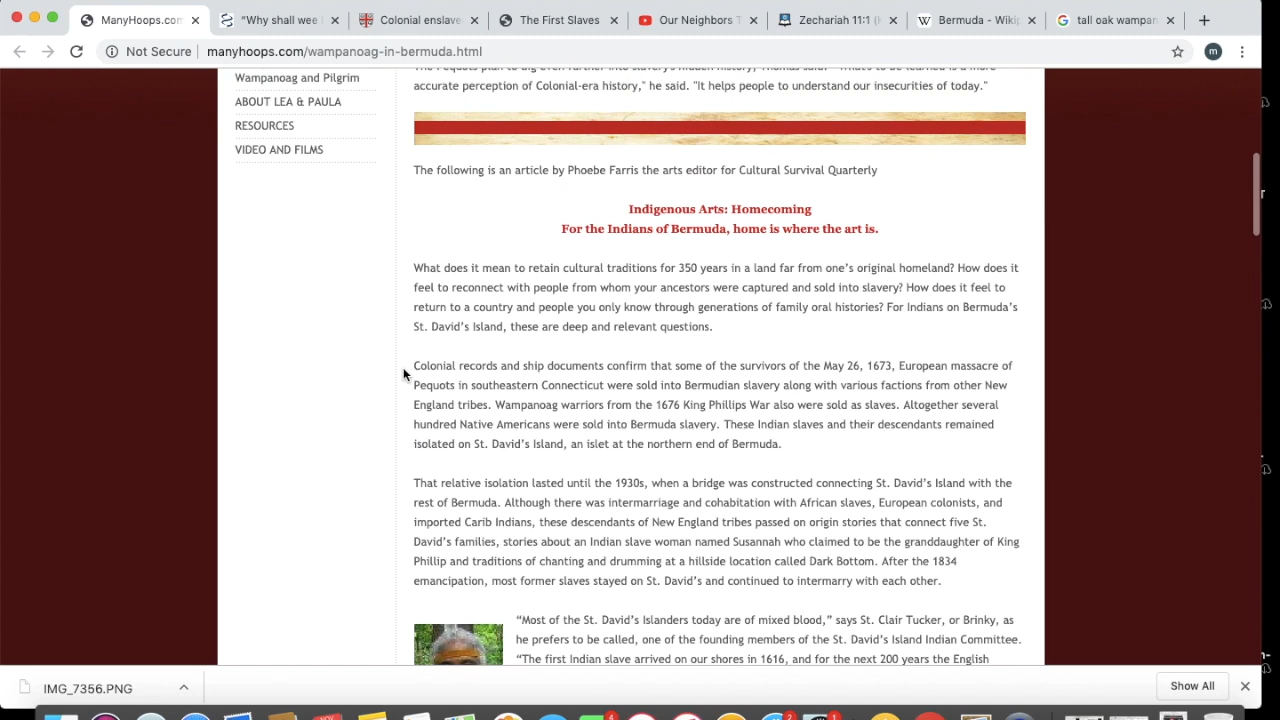 ManyHoops.com
"Why shall wee
Colonial enslave
The First Slaves
Our Neighbors T
Zechariah 11:1 (
Bermuda - Wiki
tall oak wampan
Not Secure
manyhoops.com/wampanoag-in-bermuda.html
m
Wampanoag and Pilgrim
ABOUT LEA & PAULA
RESOURCES
VIDEO AND FILMS
accurate perception of Colonial-era history," he said. "It helps people to understand our insecurities of today."
The following is an article by Phoebe Farris the arts editor for Cultural Survival Quarterly
Indigenous Arts: Homecoming
For the Indians of Bermuda, home is where the art is.
What does it mean to retain cultural traditions for 350 years in a land far from one's original homeland? How does it
feel to reconnect with people from whom your ancestors were captured and sold into slavery? How does it feel to
return to a country and people you only know through generations of family oral histories? For Indians on Bermuda's
St. David's Island, these are deep and relevant questions.
Colonial records and ship documents confirm that some of the survivors of the May 26, 1673, European massacre of
Pequots in southeastern Connecticut were sold into Bermudian slavery along with various factions from other New
England tribes. Wampanoag warriors from the 1676 King Phillips War also were sold as slaves. Altogether several
hundred Native Americans were sold into Bermuda slavery. These Indian slaves and their descendants remained
isolated on St. David's Island, an islet at the northern end of Bermuda.
That relative isolation lasted until the 1930s, when a bridge was constructed connecting St. David's Island with the
rest of Bermuda. Although there was intermarriage and cohabitation with African slaves, European colonists, and
imported Carib Indians, these descendants of New England tribes passed on origin stories that connect five St.
David's families, stories about an Indian slave woman named Susannah who claimed to be the granddaughter of King
Phillip and traditions of chanting and drumming at a hillside location called Dark Bottom. After the 1834
emancipation, most former slaves stayed on St. David's and continued to intermarry with each other.
"Most of the St. David's Islanders today are of mixed blood," says St. Clair Tucker, or Brinky, as
he prefers to be called, one of the founding members of the St. David's Island Indian Committee.
"The first Indian slave arrived on our shores in 1616, and for the next 200 years the English
IMG_7356.PNG
Show All